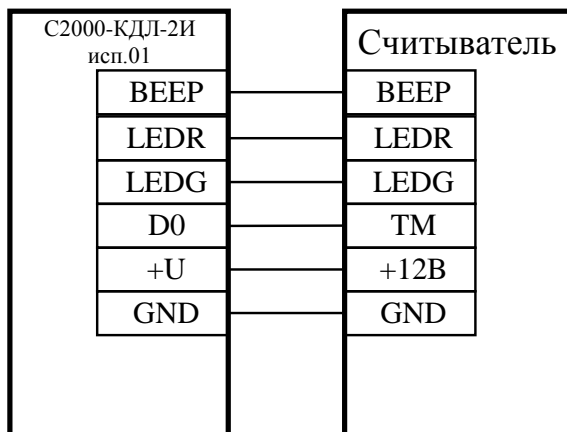 С2000-КДЛ-2И
исп.01
Считыватель
BEEP
BEEP
LEDR
LEDR
LEDG
LEDG
D0
TM
+U
+12В
GND
GND